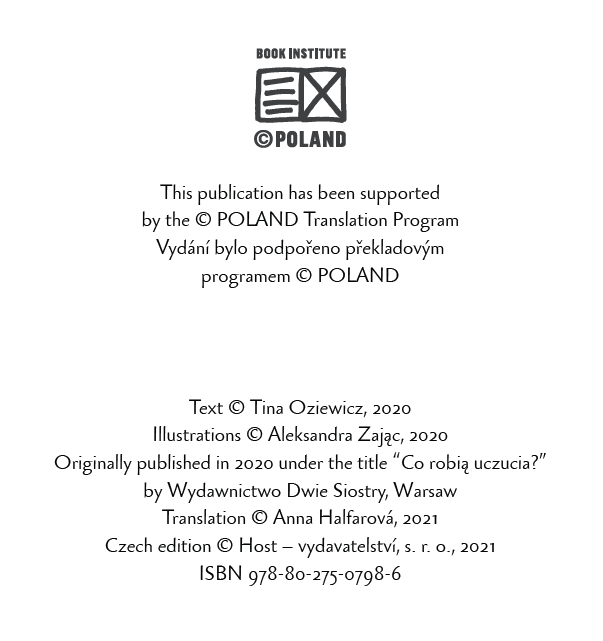 BOOK INSTITUTE
©POLAND
This publication has been supported
by the © POLAND Translation Program
Vydání bylo podpořeno překladovým
programem © POLAND
Text © Tina Oziewicz, 2020
Illustrations © Aleksandra Zając, 2020
Originally published in 2020 under the title “Co robią uczucia?”
by Wydawnictwo Dwie Siostry, Warsaw
Translation © Anna Halfarová, 2021
Czech edition © Host – vydavatelství, s. r. o., 2021
ISBN 978-80-275-0798-6